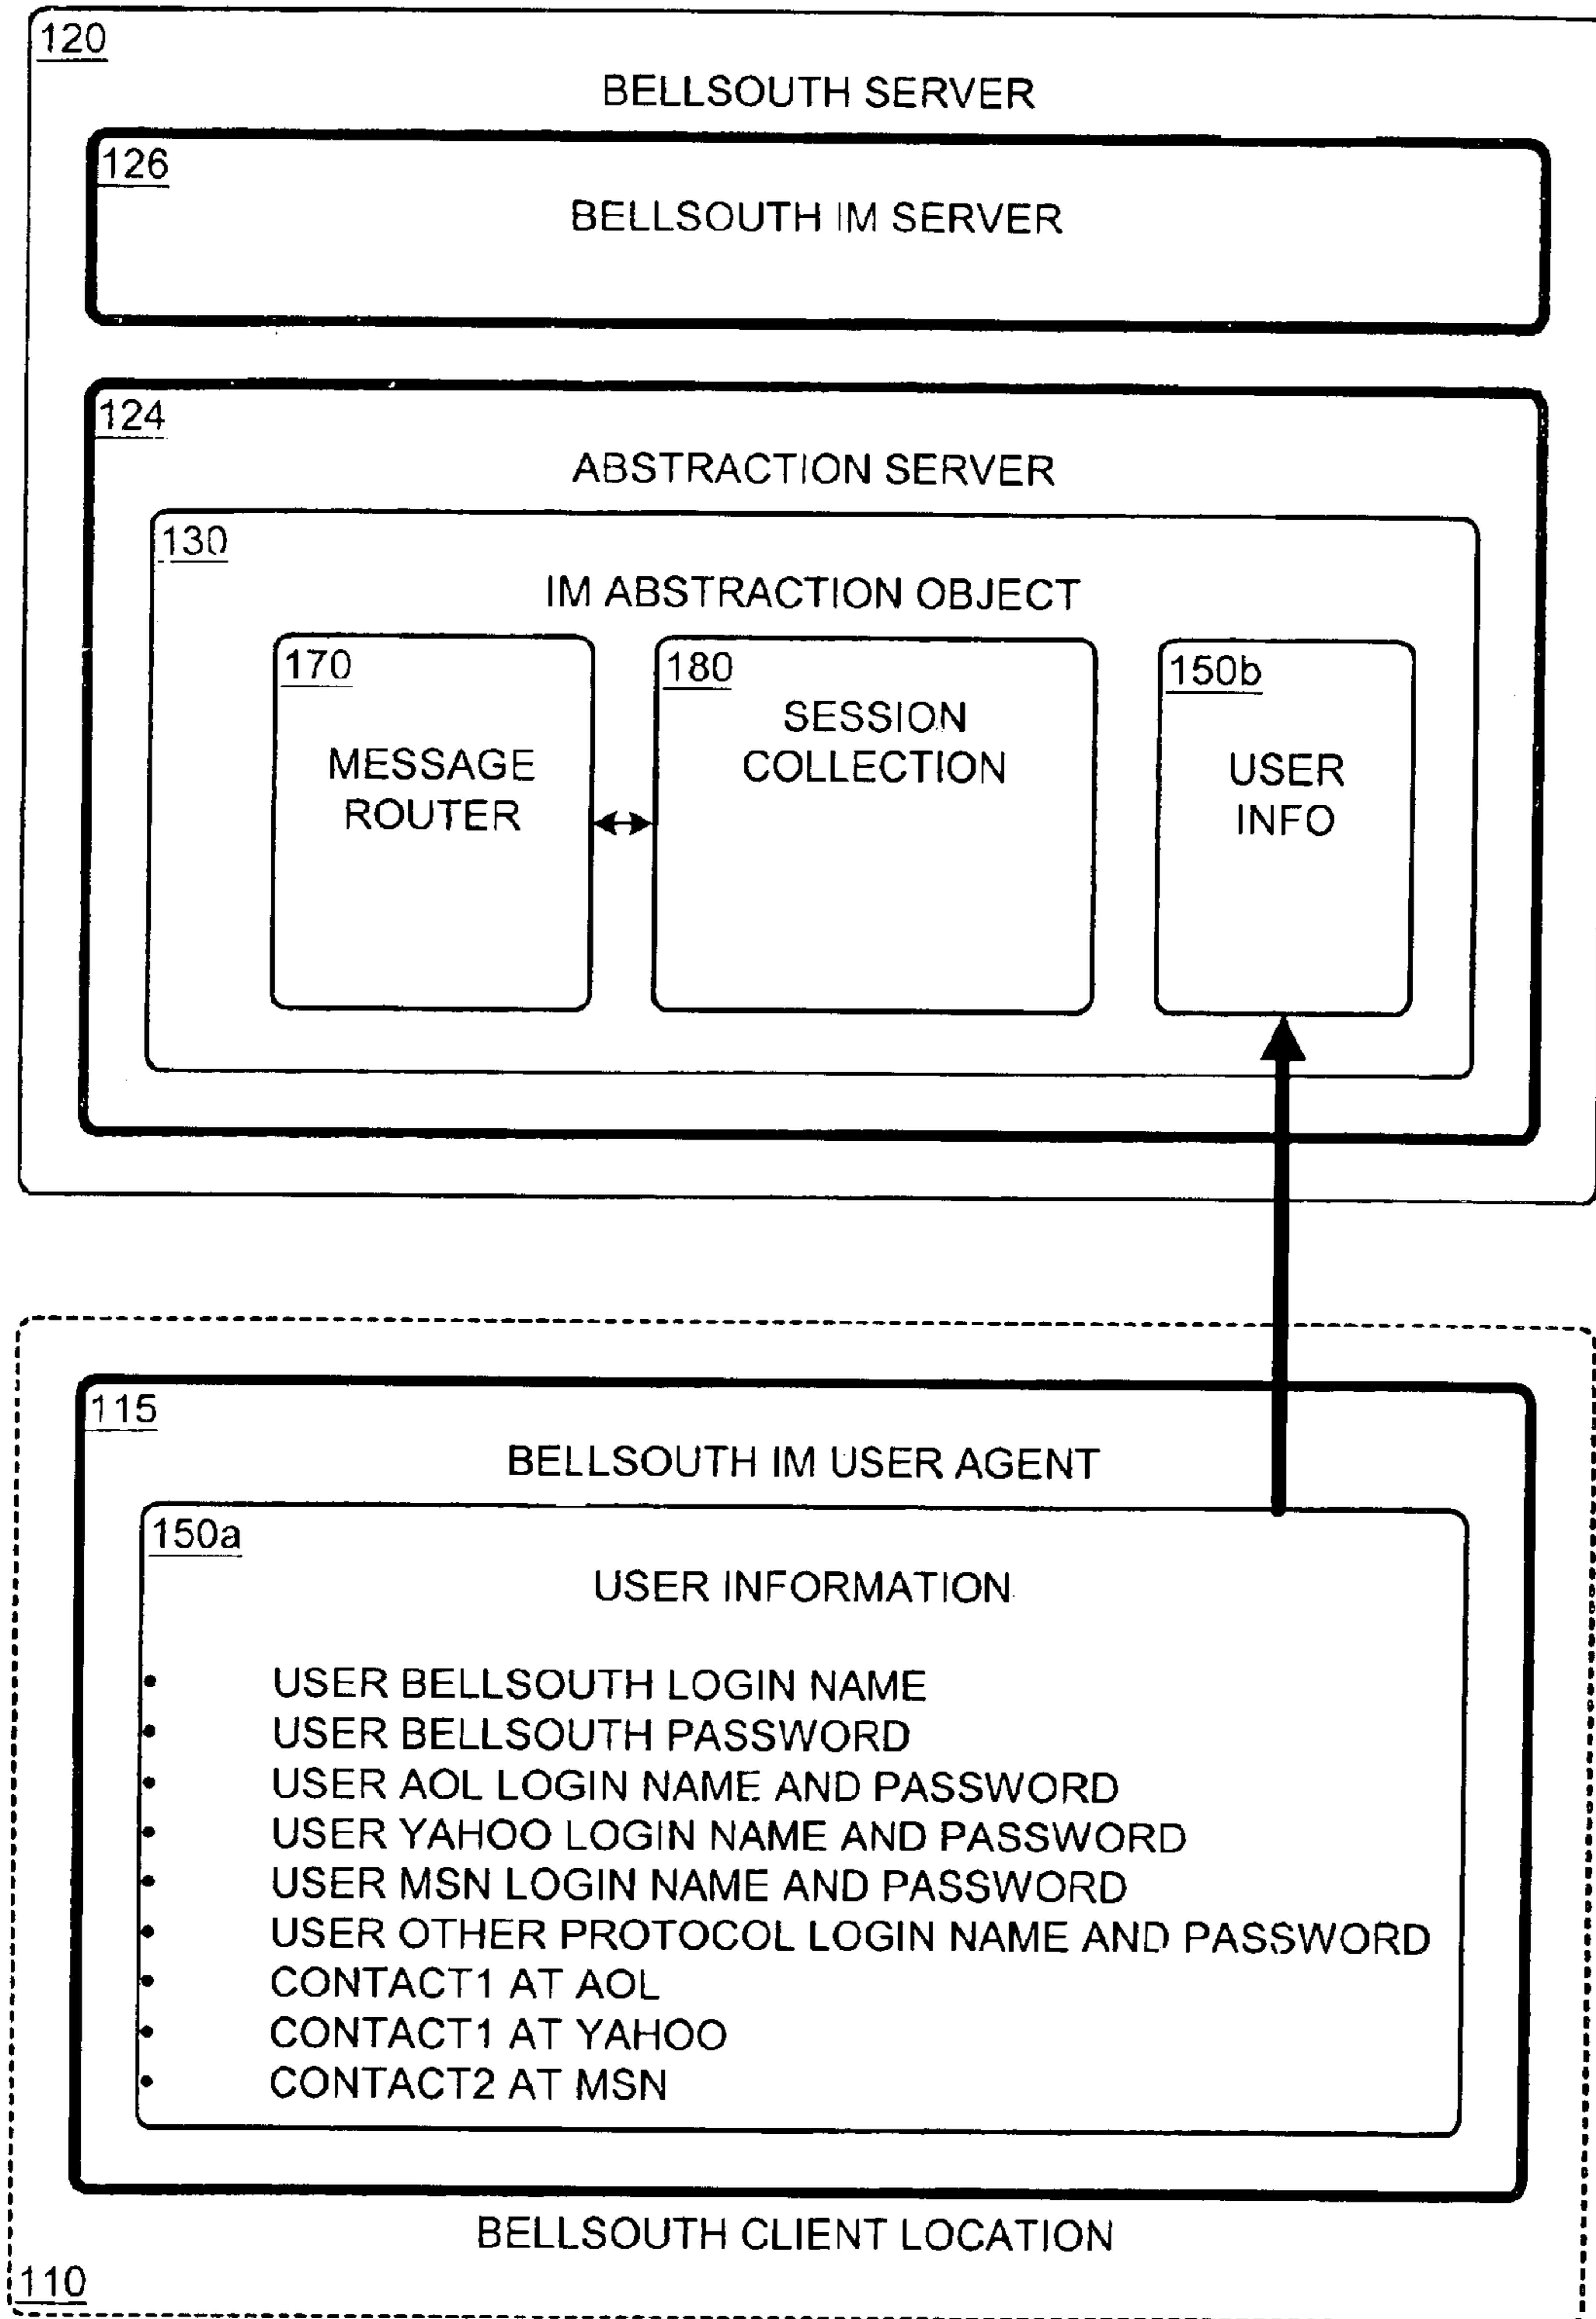 120
BELLSOUTH SERVER
126
BELLSOUTH IM SERVER
124
ABSTRACTION SERVER
130
IM ABSTRACTION OBJECT
170
MESSAGE
ROUTER
180
SESSION
COLLECTION
150b
USER
INFO
115
BELLSOUTH IM USER AGENT
150a
USER INFORMATION
• USER BELLSOUTH LOGIN NAME
• USER BELLSOUTH PASSWORD
• USER AOL LOGIN NAME AND PASSWORD
• USER YAHOO LOGIN NAME AND PASSWORD
• USER MSN LOGIN NAME AND PASSWORD
• USER OTHER PROTOCOL LOGIN NAME AND PASSWORD
• CONTACT1 AT AOL
• CONTACT1 AT YAHOO
• CONTACT2 AT MSN
BELLSOUTH CLIENT LOCATION
110